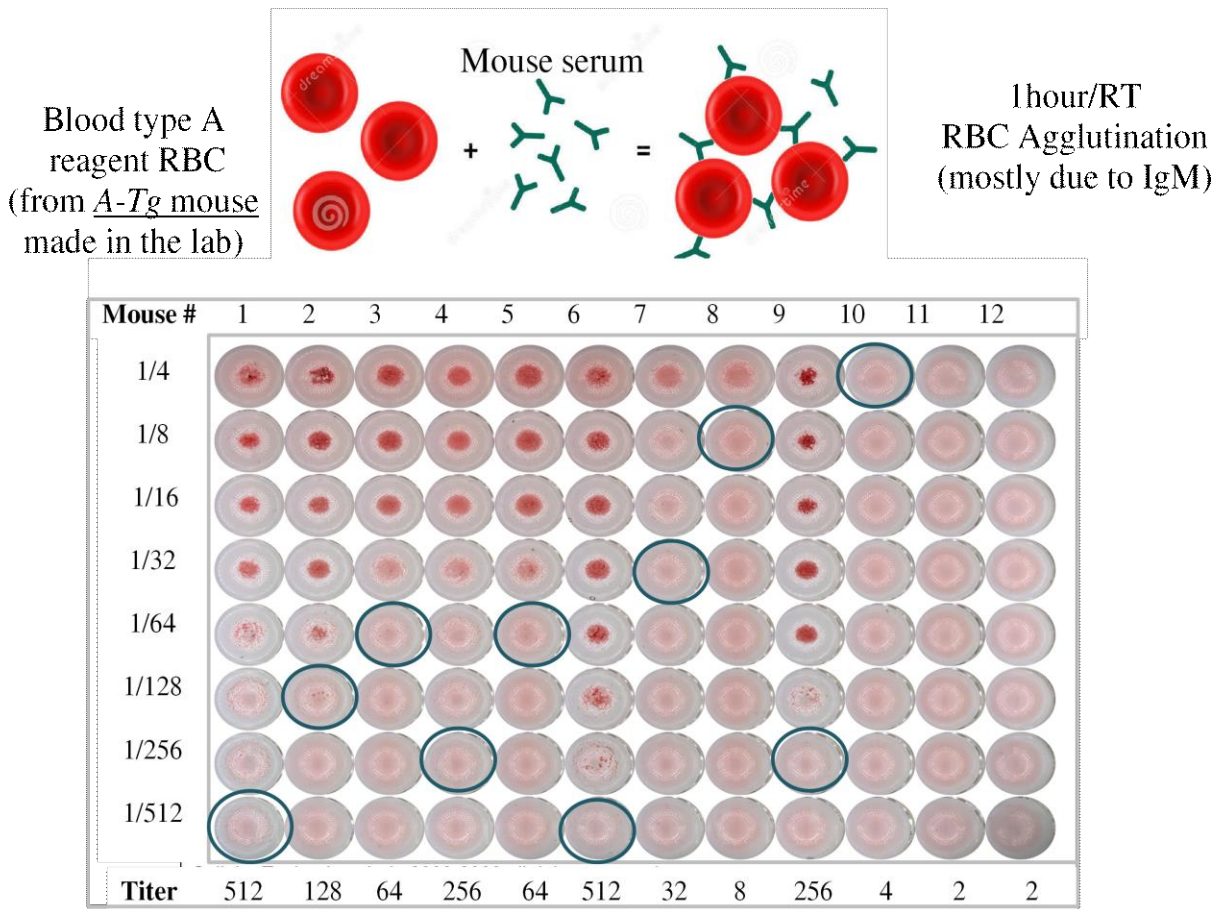 Mouse serum
Blood type A
reagent RBC
(from A-Tg mouse
made in the lab)
+
=
1hour/RT
RBC Agglutination
(mostly due to IgM)
Mouse # 1 2 3 4 5 6 7 8 9 10 11 12
1/4
1/8
1/16
1/32
1/64
1/128
1/256
1/512
Titer 512 128 64 256 64 512 32 8 256 4 2 2